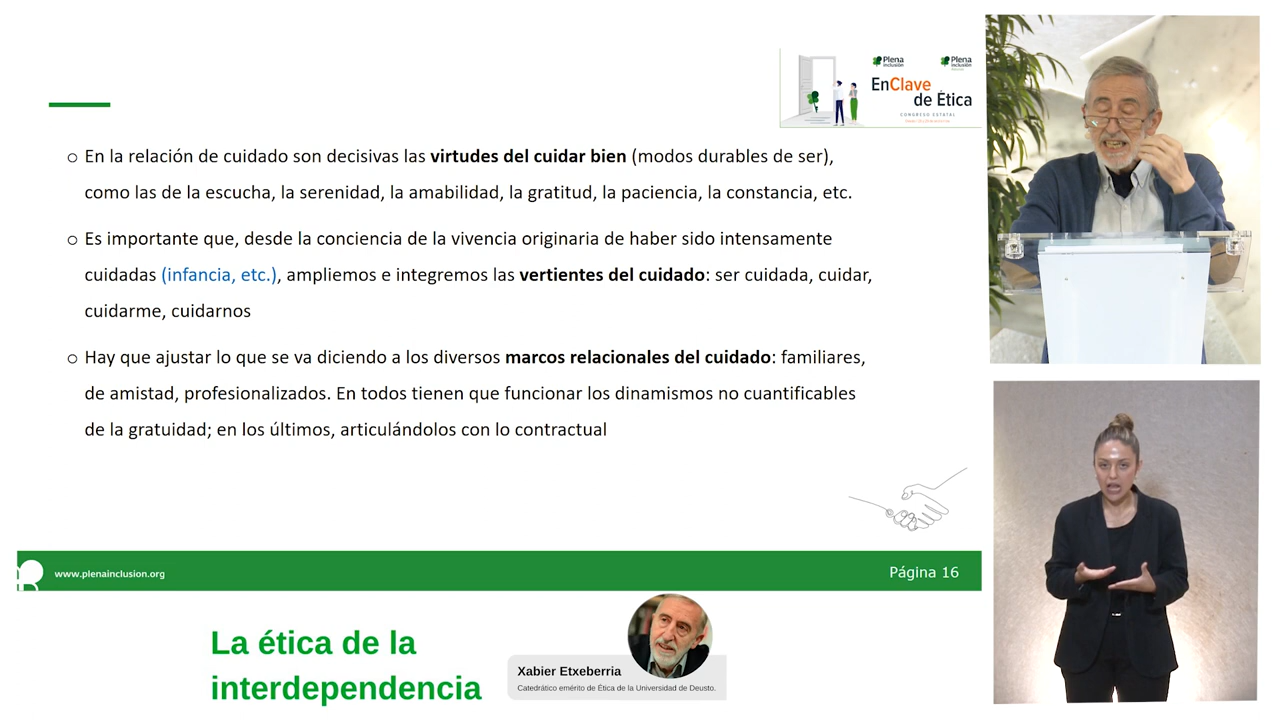 Plena inclusión
Plena inclusión
EnClave
de Ética
CONGRESO ESTATAL
○ En la relación de cuidado son decisivas las virtudes del cuidar bien (modos durables de ser),
como las de la escucha, la serenidad, la amabilidad, la gratitud, la paciencia, la constancia, etc.
○ Es importante que, desde la conciencia de la vivencia originaria de haber sido intensamente
cuidadas (infancia, etc.), ampliemos e integremos las vertientes del cuidado: ser cuidada, cuidar,
cuidarme, cuidarnos
○ Hay que ajustar lo que se va diciendo a los diversos marcos relacionales del cuidado: familiares,
de amistad, profesionalizados. En todos tienen que funcionar los dinamismos no cuantificables
de la gratuidad; en los últimos, articulándolos con lo contractual
www.plenainclusion.org
Página 16
La ética de la
interdependencia
Xabier Etxeberria
Catedrático emérito de Ética de la Universidad de Deusto.